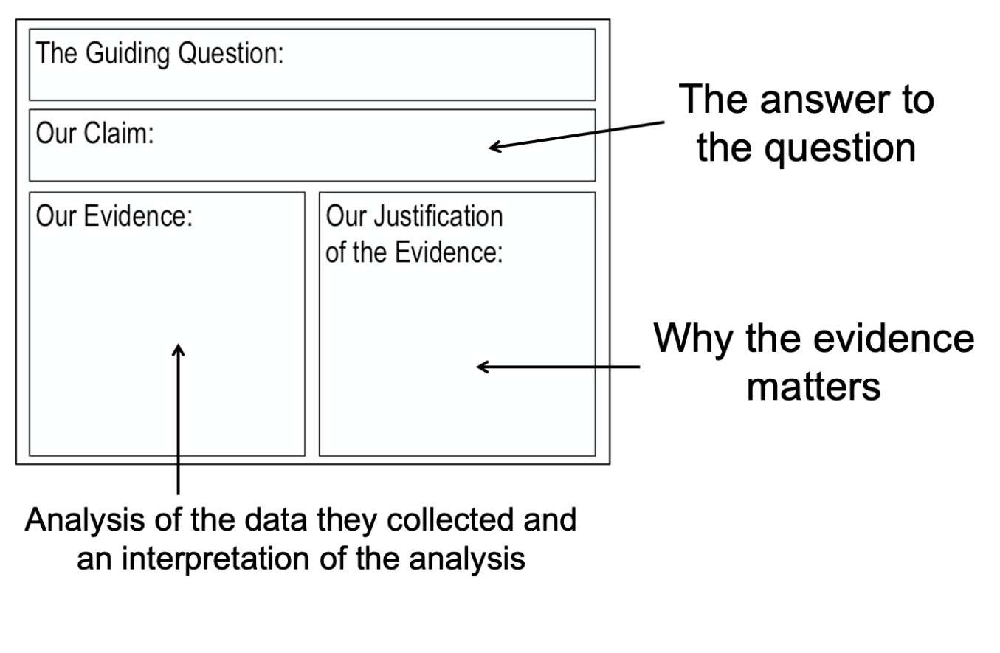 The Guiding Question:
Our Claim:
The answer to
the question
Our Evidence:
Our Justification
of the Evidence:
Why the evidence
matters
Analysis of the data they collected and
an interpretation of the analysis